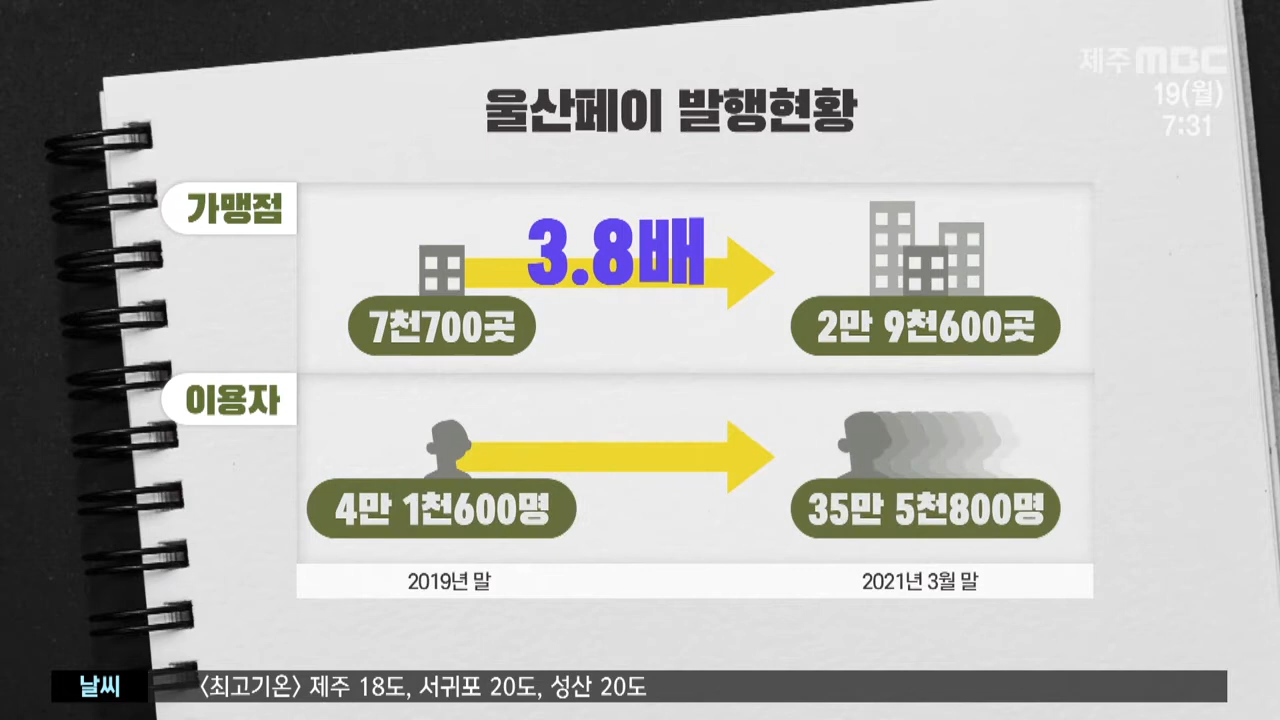 제주MBC
19(월)
7:31
울산페이 발행현황
가맹점
3.8배
7천700곳
2만 9천600곳
이용자
4만 1천600명
35만 5천800명
2019년 말
2021년 3월 말
날씨
〈최고기온〉 제주 18도, 서귀포 20도, 성산 20도